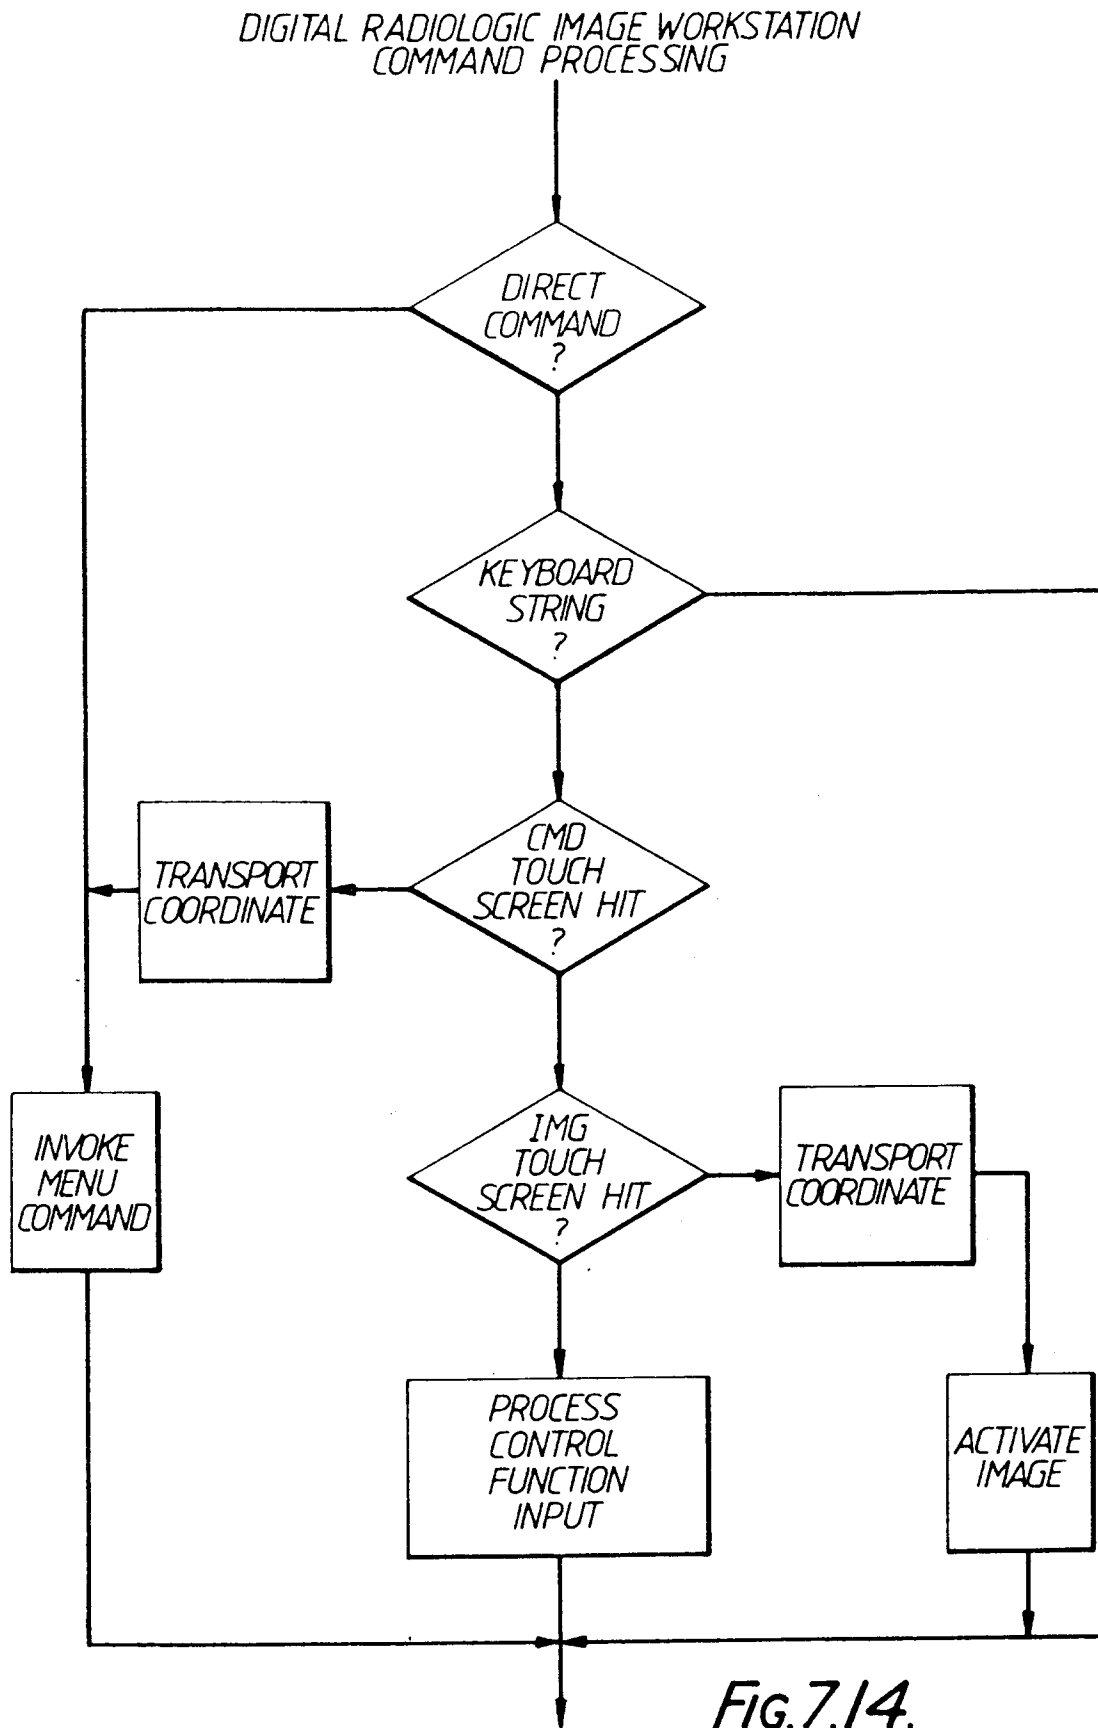 DIGITAL RADIOLOGIC IMAGE WORKSTATION
COMMAND PROCESSING
DIRECT
COMMAND
?
KEYBOARD
STRING
?
CMD
TOUCH
SCREEN HIT
?
TRANSPORT
COORDINATE
IMG
TOUCH
SCREEN HIT
?
TRANSPORT
COORDINATE
INVOKE
MENU
COMMAND
PROCESS
CONTROL
FUNCTION
INPUT
ACTIVATE
IMAGE
FIG.7.14.